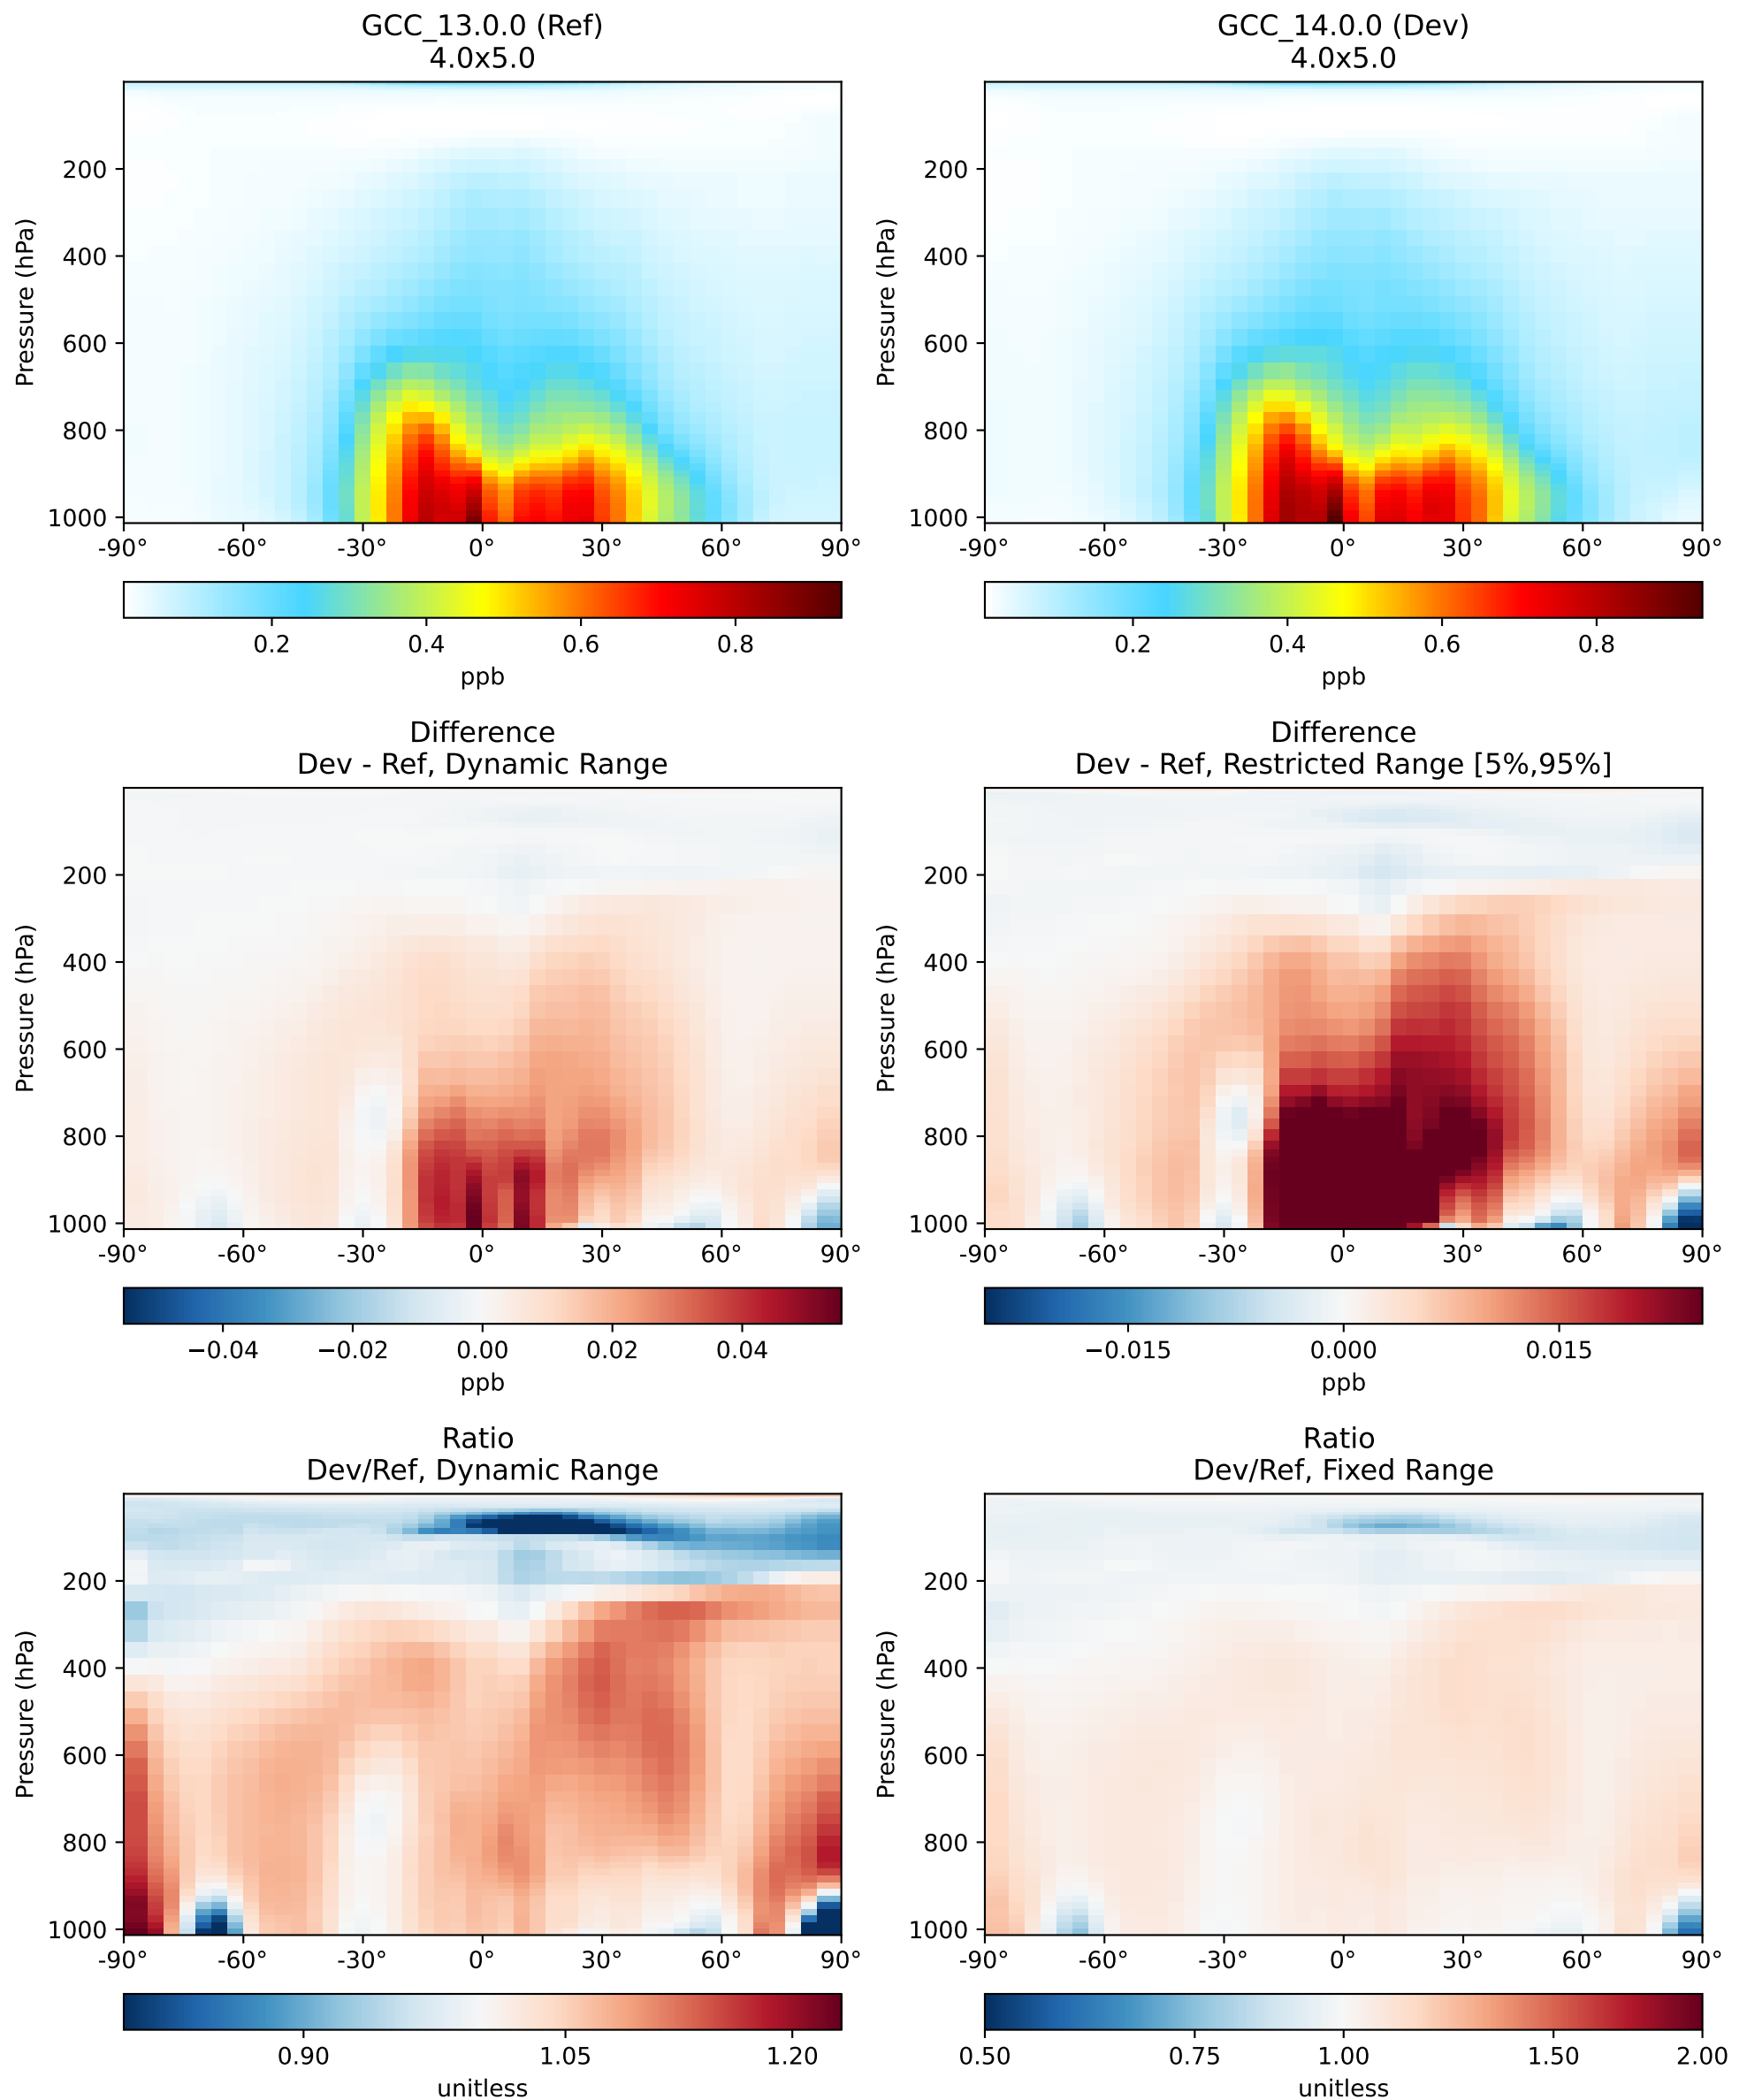 GCC_13.0.0 (Ref)
4.0x5.0
Pressure (hPa)
200
400
600
800
1000
-90° -60° -30° 0° 30° 60° 90°
0.2 0.4 0.6 0.8
ppb
GCC_14.0.0 (Dev)
4.0x5.0
Pressure (hPa)
200
400
600
800
1000
-90° -60° -30° 0° 30° 60° 90°
0.2 0.4 0.6 0.8
ppb
Difference
Dev - Ref, Dynamic Range
Pressure (hPa)
200
400
600
800
1000
-90° -60° -30° 0° 30° 60° 90°
−0.04 −0.02 0.00 0.02 0.04
ppb
Difference
Dev - Ref, Restricted Range [5%,95%]
Pressure (hPa)
200
400
600
800
1000
-90° -60° -30° 0° 30° 60° 90°
−0.015 0.000 0.015
ppb
Ratio
Dev/Ref, Dynamic Range
Pressure (hPa)
200
400
600
800
1000
-90° -60° -30° 0° 30° 60° 90°
0.90 1.05 1.20
unitless
Ratio
Dev/Ref, Fixed Range
Pressure (hPa)
200
400
600
800
1000
-90° -60° -30° 0° 30° 60° 90°
0.50 0.75 1.00 1.50 2.00
unitless